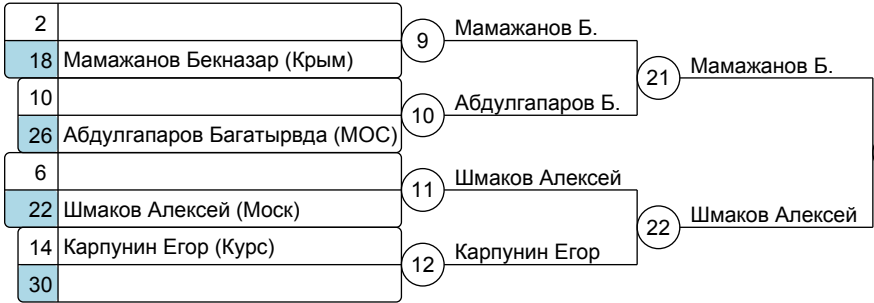 2
18 Мамажанов Бекназар (Крым)
9
Мамажанов Б.
10
26 Абдулгапаров Багатырвда (МОС)
10
Абдулгапаров Б.
21
Мамажанов Б.
6
22 Шмаков Алексей (Моск)
11
Шмаков Алексей
14 Карпунин Егор (Курс)
30
12
Карпунин Егор
22
Шмаков Алексей